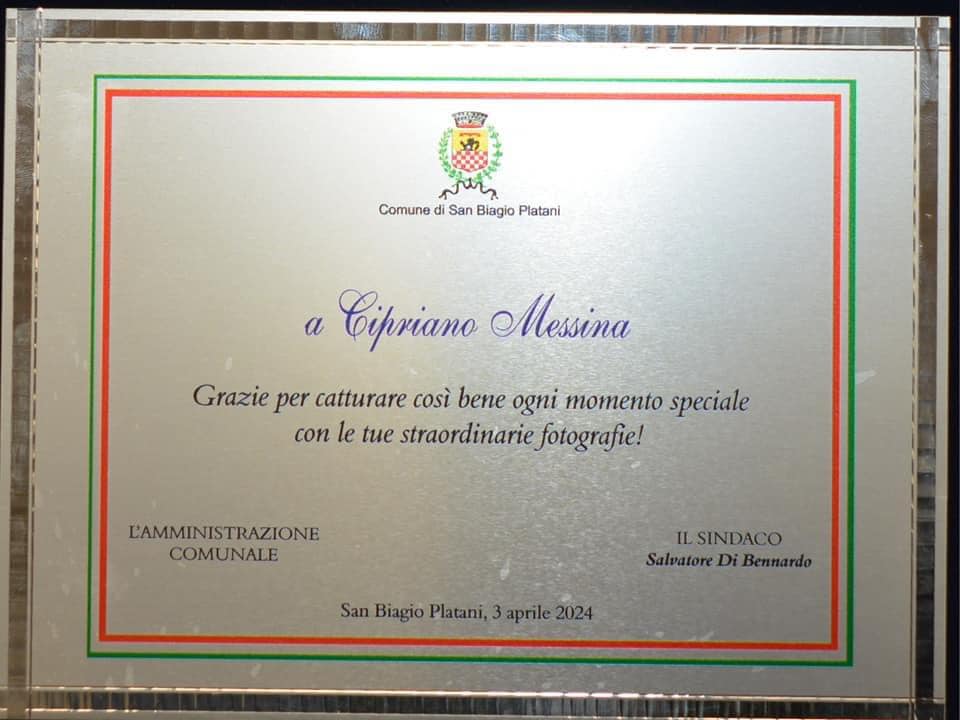 Comune di San Biagio Platani
a Cipriano Messina
Grazie per catturare così bene ogni momento speciale
con le tue straordinarie fotografie!
L'AMMINISTRAZIONE
COMUNALE
IL SINDACO
Salvatore Di Bennardo
San Biagio Platani, 3 aprile 2024